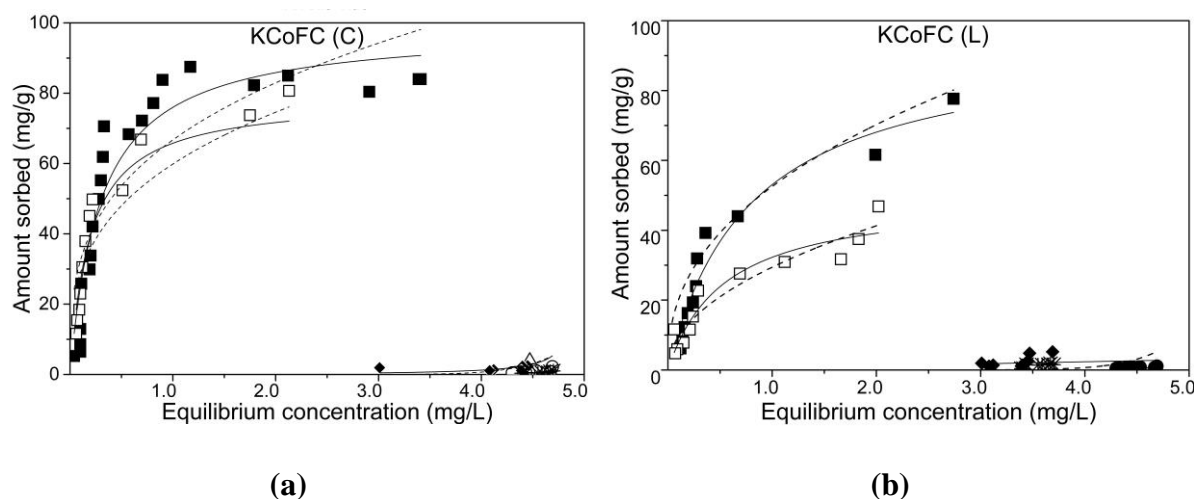 KCoFC (C)
Amount sorbed (mg/g)
100
80
60
40
20
0
0 1.0 2.0 3.0 4.0 5.0
Equilibrium concentration (mg/L)
(a)
KCoFC (L)
Amount sorbed (mg/g)
100
80
60
40
20
0
1.0 2.0 3.0 4.0 5.0
Equilibrium concentration (mg/L)
(b)